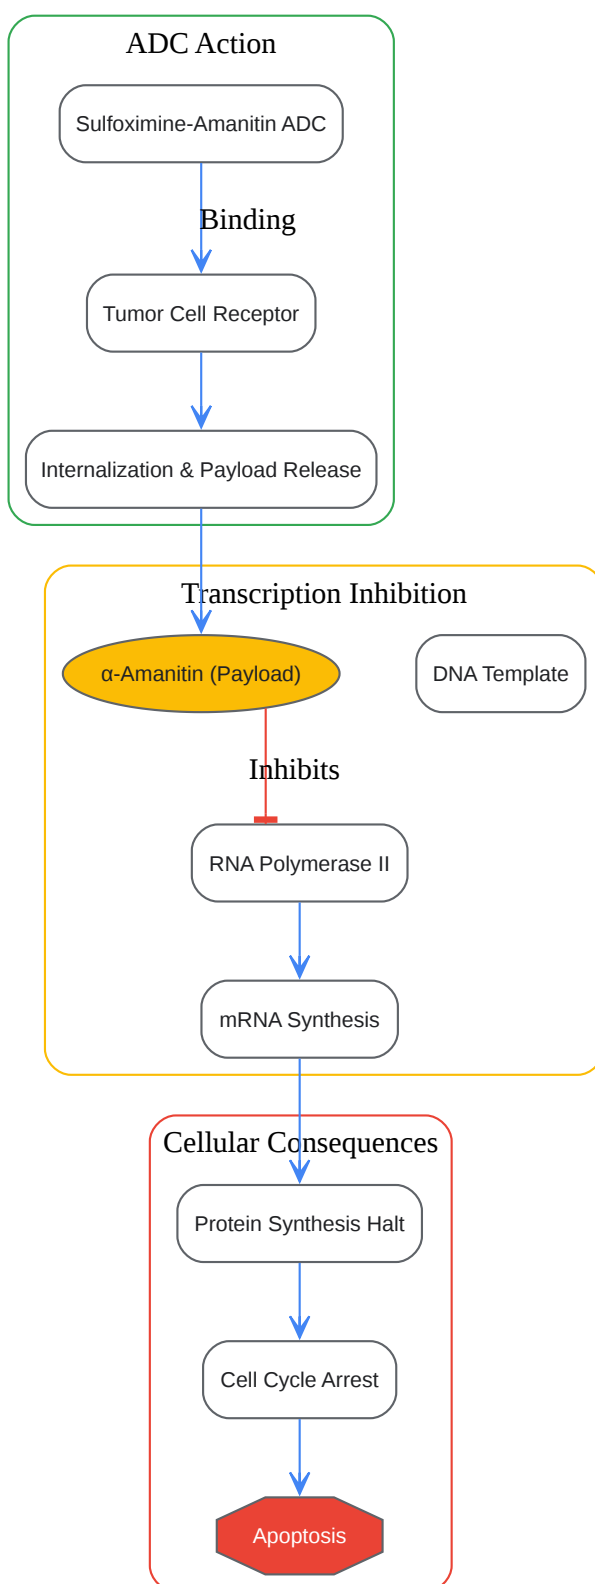 ADC Action
Sulfoximine-Amanitin ADC
Binding
Tumor Cell Receptor
Internalization & Payload Release
Transcription Inhibition
α-Amanitin (Payload)
DNA Template
Inhibits
RNA Polymerase II
mRNA Synthesis
Cellular Consequences
Protein Synthesis Halt
Cell Cycle Arrest
Apoptosis